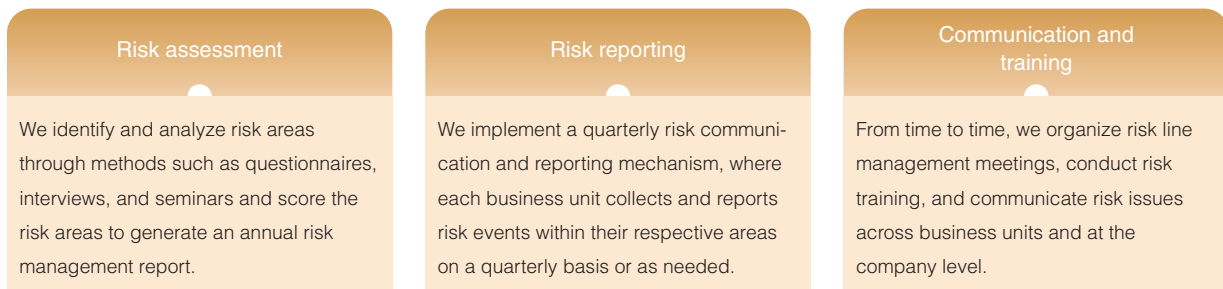 Risk assessment
We identify and analyze risk areas
through methods such as questionnaires,
interviews, and seminars and score the
risk areas to generate an annual risk
management report.
Risk reporting
We implement a quarterly risk communi-
cation and reporting mechanism, where
each business unit collects and reports
risk events within their respective areas
on a quarterly basis or as needed.
Communication and
training
From time to time, we organize risk line
management meetings, conduct risk
training, and communicate risk issues
across business units and at the
company level.